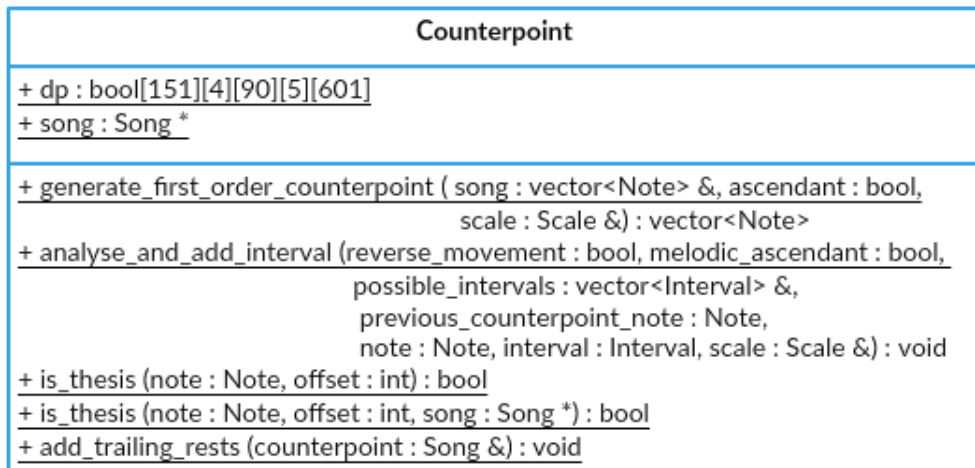 Counterpoint
+ dp : bool[151][4][90][5][601]
+ song : Song *
+ generate_first_order_counterpoint ( song : vector<Note> &, ascendant : bool,
scale : Scale &) : vector<Note>
+ analyse_and_add_interval (reverse_movement : bool, melodic_ascendant : bool,
possible_intervals : vector<Interval> &,
previous_counterpoint_note : Note,
note : Note, interval : Interval, scale : Scale &) : void
+ is_thesis (note : Note, offset : int) : bool
+ is_thesis (note : Note, offset : int, song : Song *) : bool
+ add_trailing_rests (counterpoint : Song &) : void